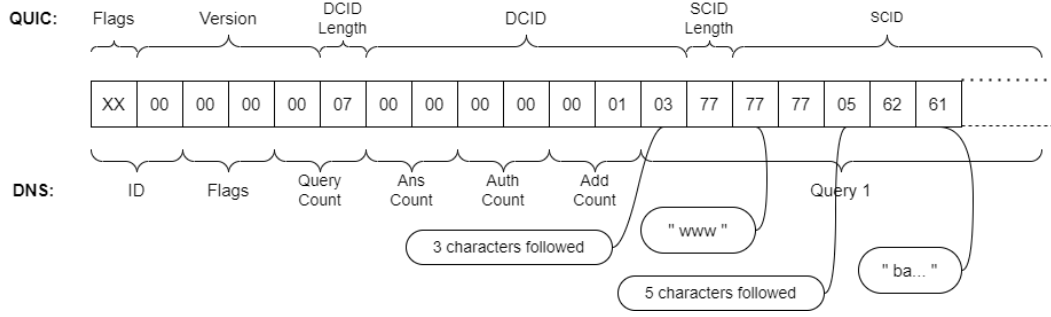 QUIC: Flags Version DCID Length DCID SCID Length SCID
XX 00 00 00 00 07 00 00 00 00 00 01 03 77 77 77 05 62 61
DNS: ID Flags Query Count Ans Count Auth Count Add Count Query 1
3 characters followed
" www "
5 characters followed
" ba... "